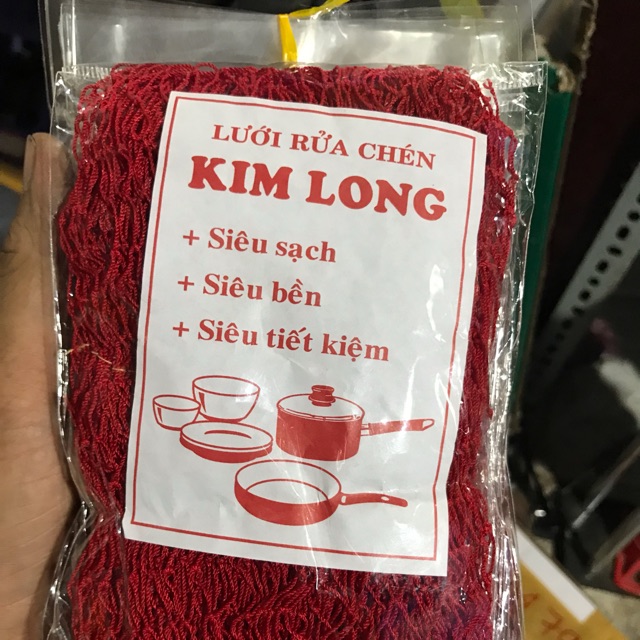 LƯỚI RỬA CHÉN
KIM LONG
+ Siêu sạch
+ Siêu bền
+ Siêu tiết kiệm